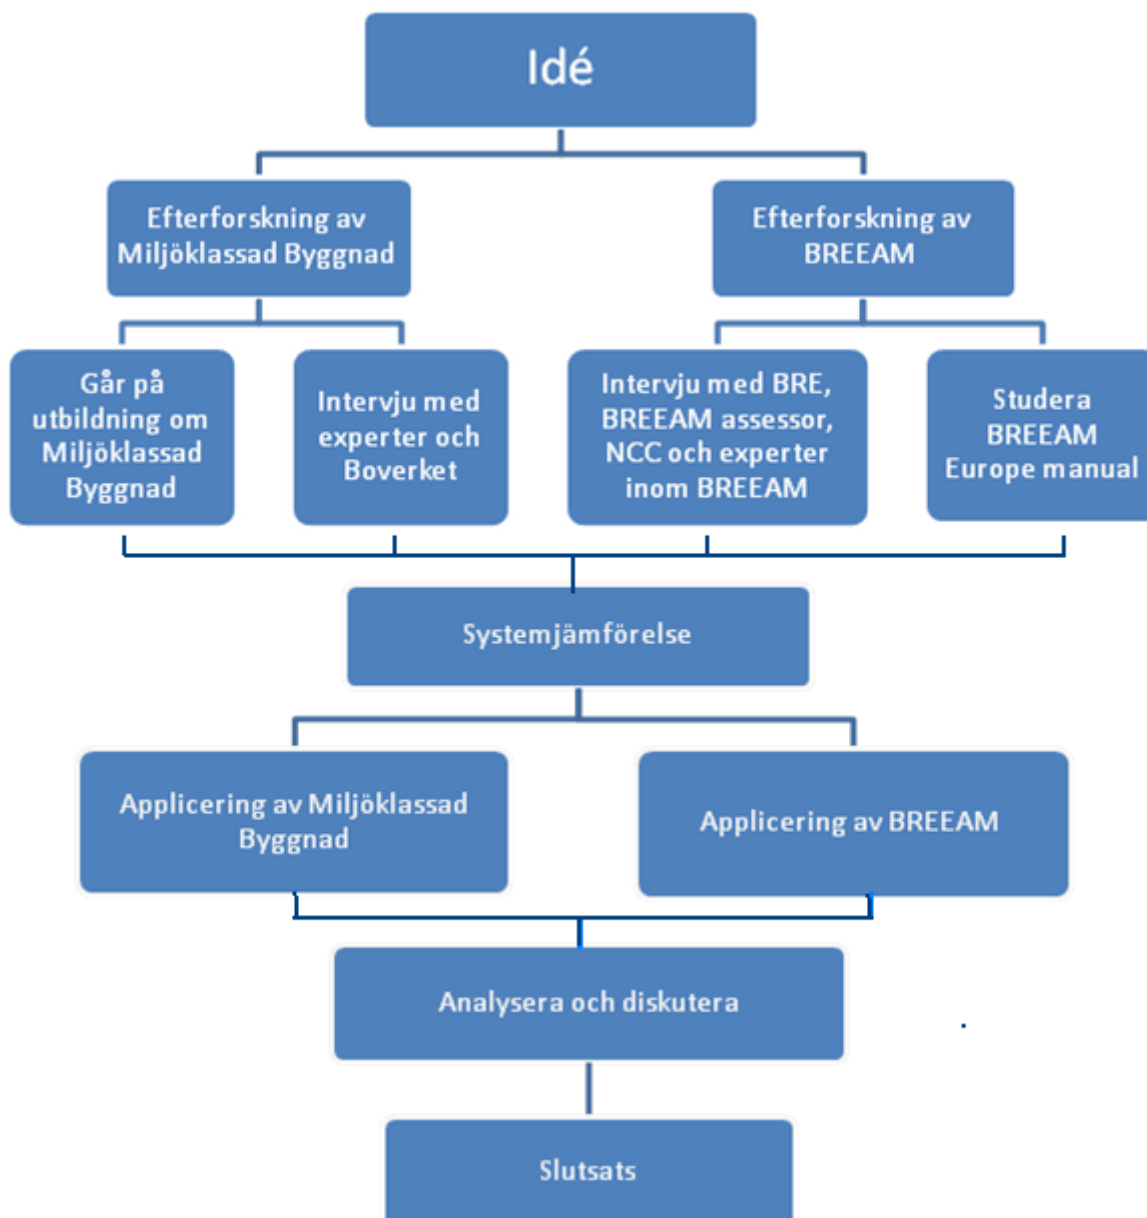 Idé
Efterforskning av
Miljöklassad Byggnad
Efterforskning av
BREEAM
Går på
utbildning om
Miljöklassad
Byggnad
Intervju med
experter och
Boverket
Intervju med BRE,
BREEAM assessor,
NCC och experter
inom BREEAM
Studera
BREEAM
Europe manual
Systemjämförelse
Applicering av Miljöklassad
Byggnad
Applicering av BREEAM
Analysera och diskutera
Slutsats